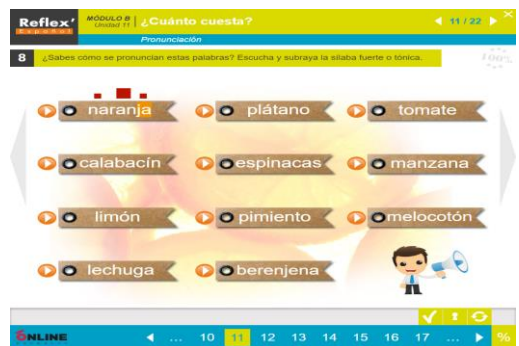 Reflex'
Español
MÓDULO B
Unidad 11
¿Cuánto cuesta?
11 / 22
Pronunciación
8 ¿Sabes cómo se pronuncian estas palabras? Escucha y subraya la sílaba fuerte o tónica.
100%
naranja plátano tomate
calabacín espinacas manzana
limón pimiento melocotón
lechuga berenjena
ONLINE ... 10 11 12 13 14 15 16 17 ... %